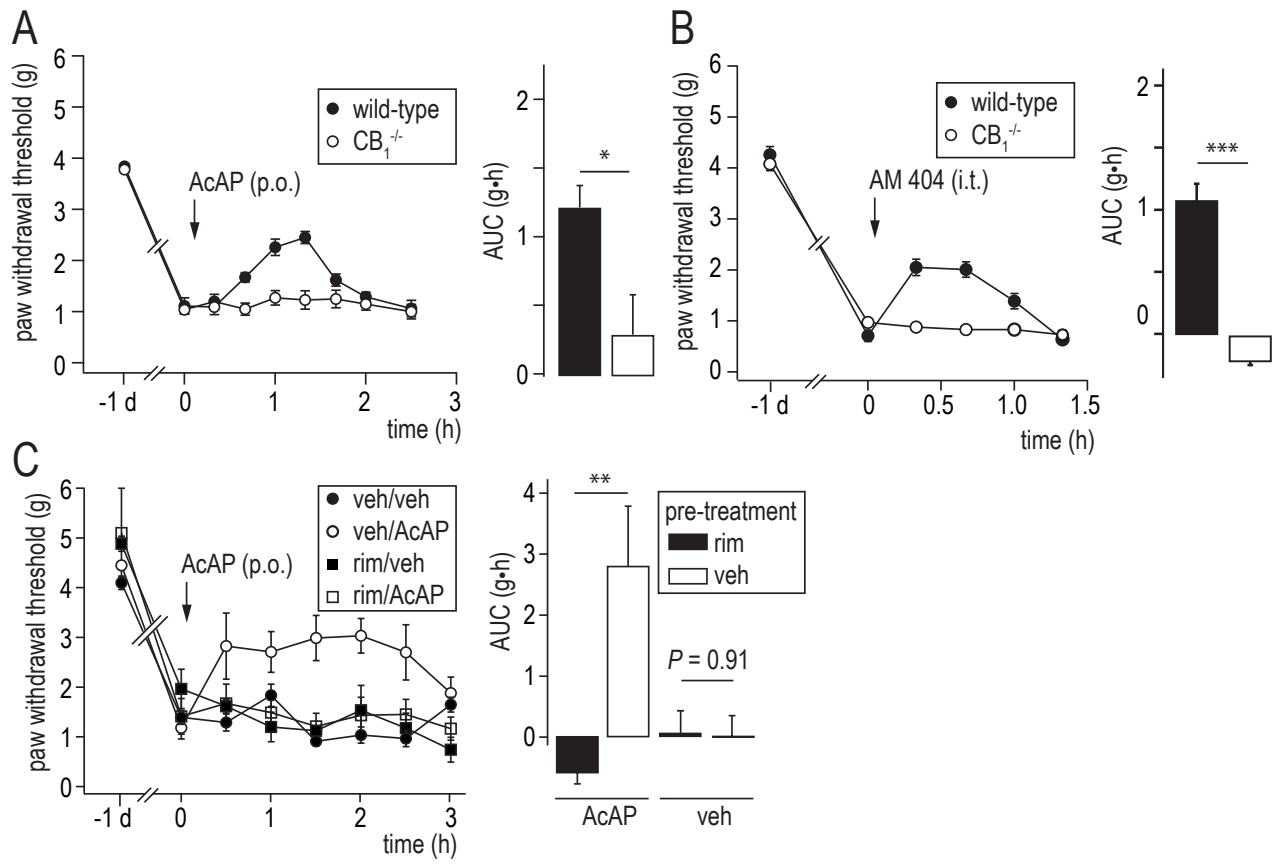 A
paw withdrawal threshold (g)
6
5
4
3
2
1
0
wild-type
CB1-/-
AcAP (p.o.)
-1 d
0
1
2
3
time (h)
AUC (g•h)
2
1
0
*
B
paw withdrawal threshold (g)
6
5
4
3
2
1
0
wild-type
CB1-/-
AM 404 (i.t.)
-1 d
0
0.5
1.0
1.5
time (h)
AUC (g•h)
2
1
0
***
C
paw withdrawal threshold (g)
6
5
4
3
2
1
0
veh/veh
veh/AcAP
rim/veh
rim/AcAP
AcAP (p.o.)
-1 d
0
1
2
3
time (h)
AUC (g•h)
4
3
2
1
0
**
pre-treatment
rim
veh
P = 0.91
AcAP
veh